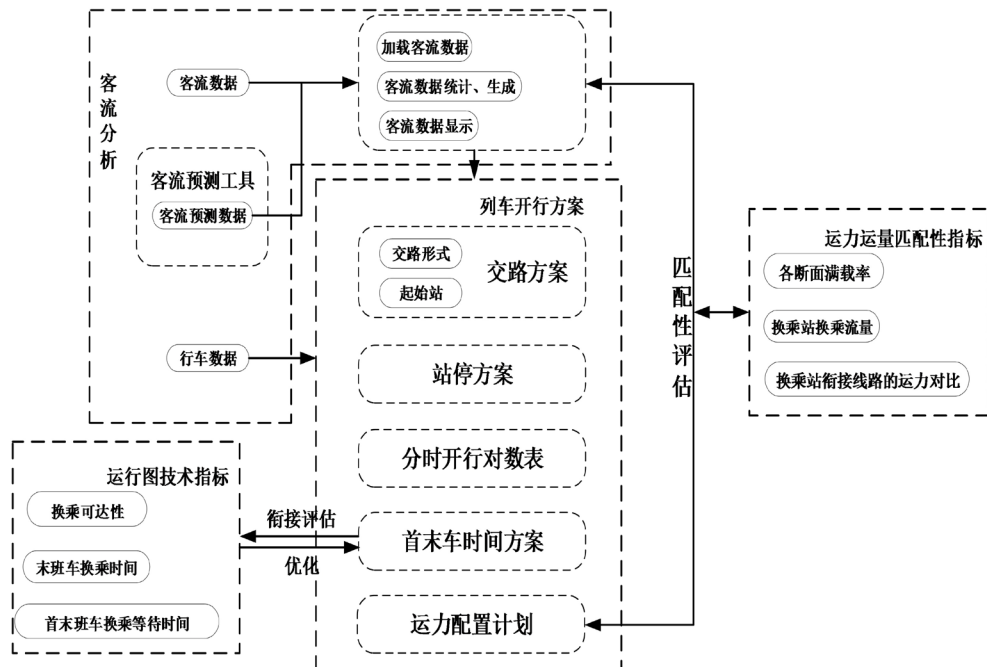 客流分析
客流数据
客流预测工具
客流预测数据
行车数据
加载客流数据
客流数据统计、生成
客流数据显示
列车开行方案
交路形式
起始站
交路方案
站停方案
分时开行对数表
首末车时间方案
运力配置计划
匹配性评估
运力运量匹配性指标
各断面满载率
换乘站换乘流量
换乘站衔接线路的运力对比
运行图技术指标
换乘可达性
末班车换乘时间
首末班车换乘等待时间
衔接评估
优化